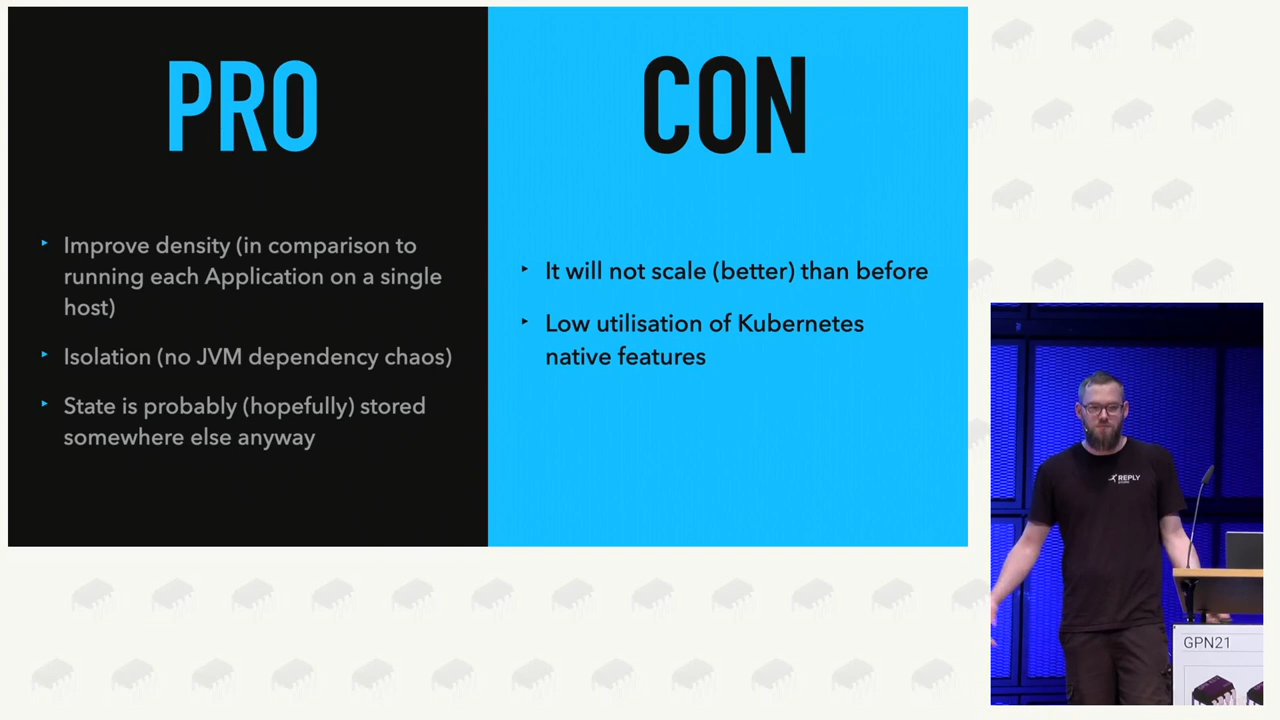 PRO
Improve density (in comparison to
running each Application on a single
host)
Isolation (no JVM dependency chaos)
State is probably (hopefully) stored
somewhere else anyway
CON
It will not scale (better) than before
Low utilisation of Kubernetes
native features
REPLY
GPN21